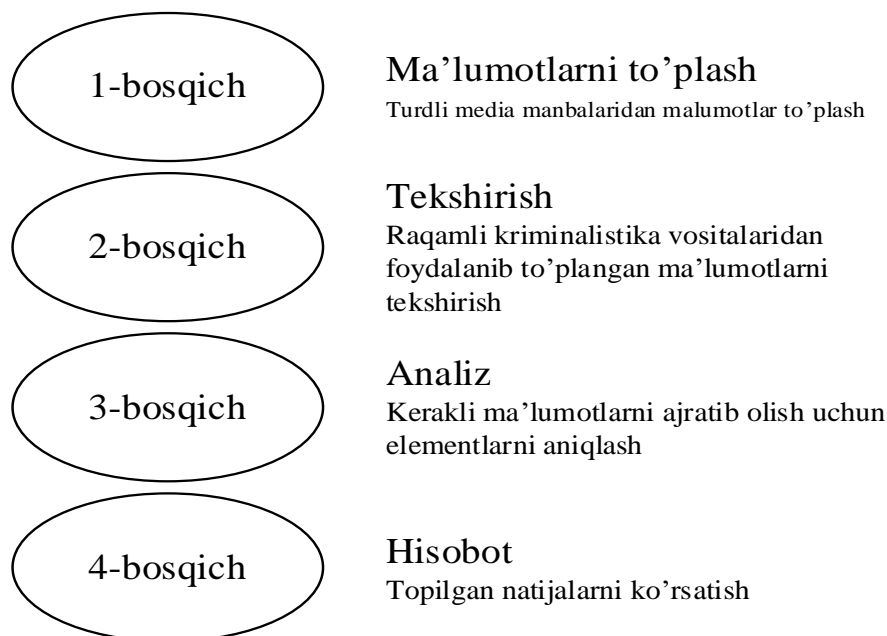 1-bosqich
Ma’lumotlarni to’plash
Turdli media manbalaridan malumotlar to’plash
2-bosqich
Tekshirish
Raqamli kriminalistika vositalaridan
foydalanib to’plangan ma’lumotlarni
tekshirish
3-bosqich
Analiz
Kerakli ma’lumotlarni ajratib olish uchun
elementlarni aniqlash
4-bosqich
Hisobot
Topilgan natijalarni ko’rsatish